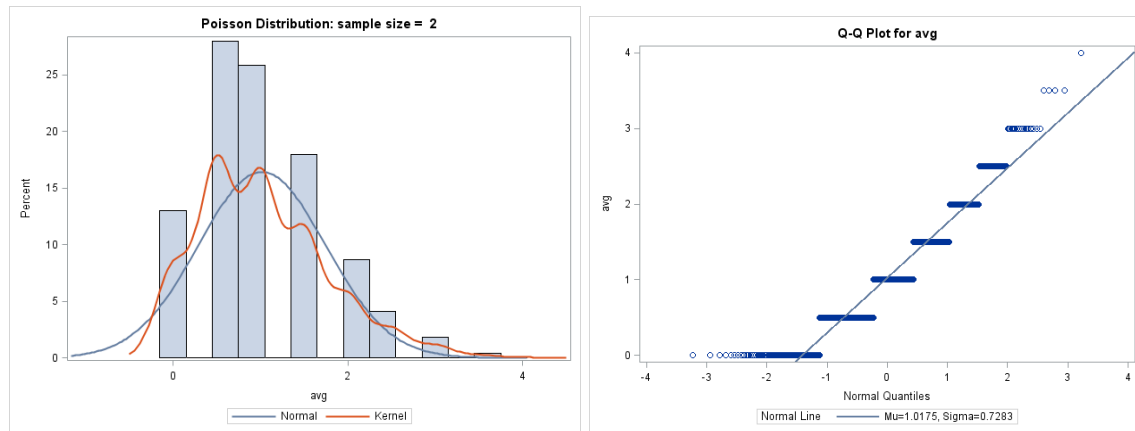 Poisson Distribution: sample size = 2
25
20
15
10
5
0
Percent
0 2 4
avg
Normal Kernel
Q-Q Plot for avg
4
3
2
1
0
avg
-4 -3 -2 -1 0 1 2 3 4
Normal Quantiles
Normal Line Mu=1.0175, Sigma=0.7283